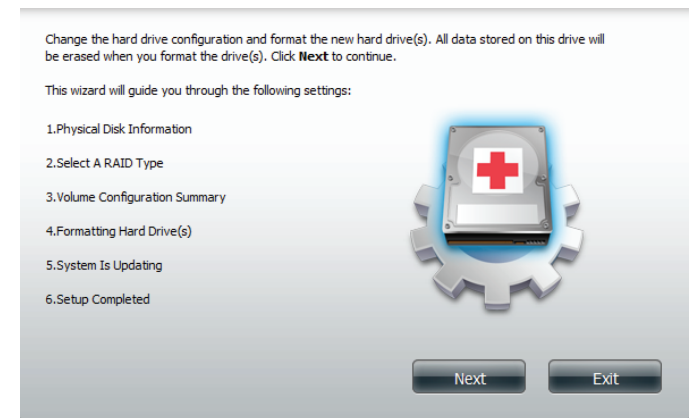 Change the hard drive configuration and format the new hard drive(s). All data stored on this drive will
be erased when you format the drive(s). Click Next to continue.
This wizard will guide you through the following settings:
1.Physical Disk Information
2.Select A RAID Type
3.Volume Configuration Summary
4.Formatting Hard Drive(s)
5.System Is Updating
6.Setup Completed
Next
Exit